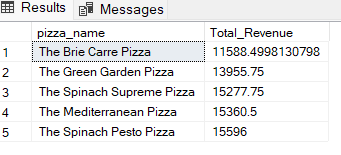 Results Messages
pizza_name Total_Revenue
1 The Brie Carre Pizza 11588.4998130798
2 The Green Garden Pizza 13955.75
3 The Spinach Supreme Pizza 15277.75
4 The Mediterranean Pizza 15360.5
5 The Spinach Pesto Pizza 15596